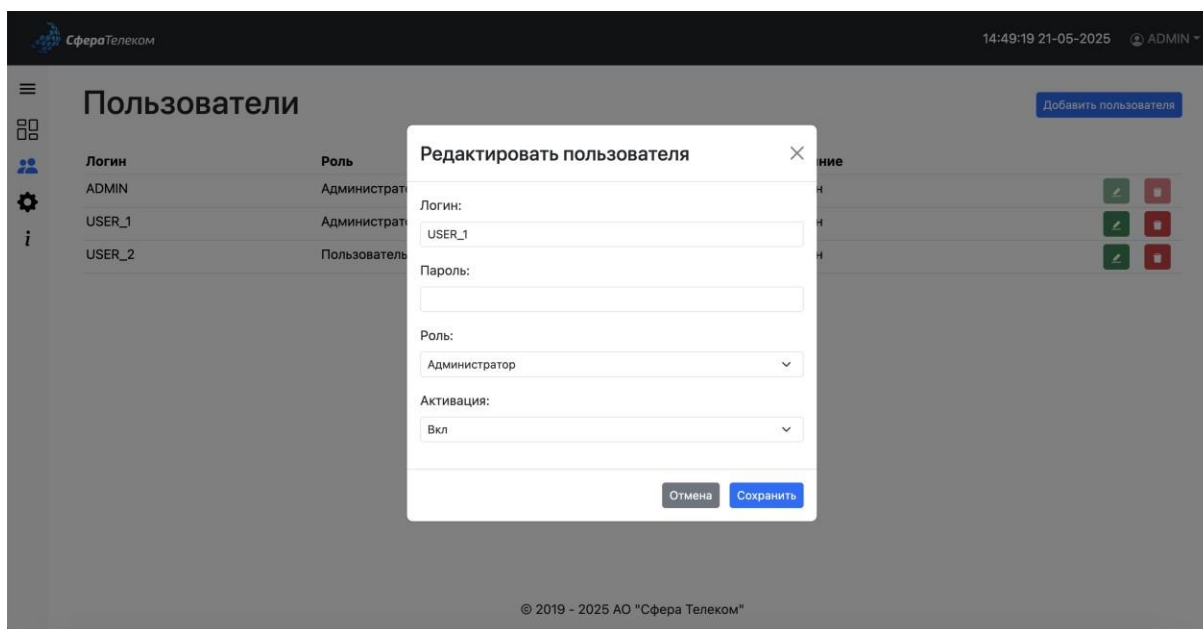 СфераТелеком
14:49:19 21-05-2025 ADMIN
Пользователи
Добавить пользователя
Логин Роль
ADMIN
USER_1
USER_2 Пользователь
Редактировать пользователя
Логин:
USER_1
Пароль:
Роль:
Администратор
Активация:
Вкл
Отмена Сохранить
© 2019 - 2025 АО "Сфера Телеком"